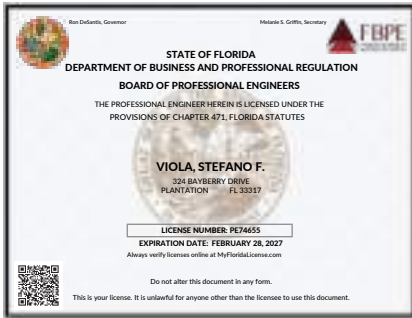 Ron DeSantis, Governor
Melanie S. Griffin, Secretary
FBPE
STATE OF FLORIDA
DEPARTMENT OF BUSINESS AND PROFESSIONAL REGULATION
BOARD OF PROFESSIONAL ENGINEERS
THE PROFESSIONAL ENGINEER HEREIN IS LICENSED UNDER THE
PROVISIONS OF CHAPTER 471, FLORIDA STATUTES
VIOLA, STEFANO F.
324 BAYBERRY DRIVE
PLANTATION FL 33317
LICENSE NUMBER: PE74655
EXPIRATION DATE: FEBRUARY 28, 2027
Always verify licenses online at MyFloridaLicense.com
Do not alter this document in any form.
This is your license. It is unlawful for anyone other than the licensee to use this document.